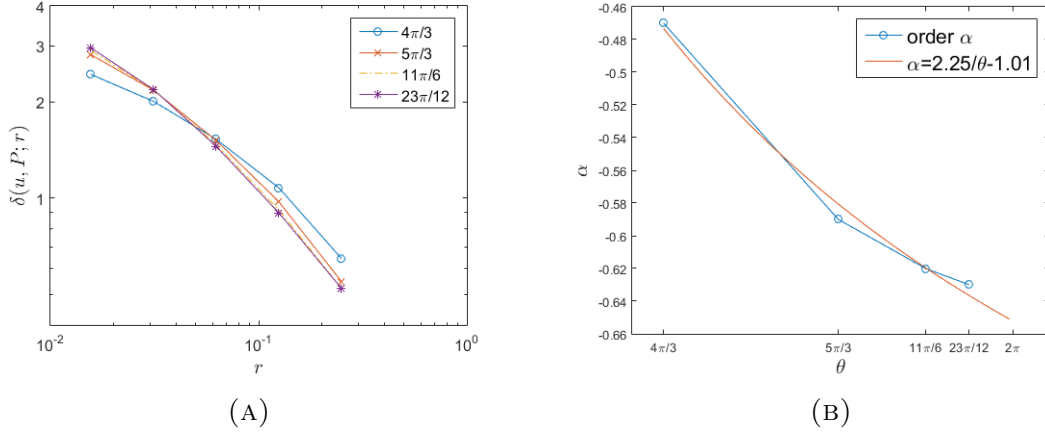 4
3
2
1
δ(u, P; r)
10⁻²
10⁻¹
10⁰
r
4π/3
5π/3
11π/6
23π/12
(A)
-0.46
-0.48
-0.5
-0.52
-0.54
-0.56
-0.58
-0.6
-0.62
-0.64
-0.66
α
4π/3
5π/3
11π/6
23π/12
2π
θ
order α
α=2.25/θ-1.01
(B)